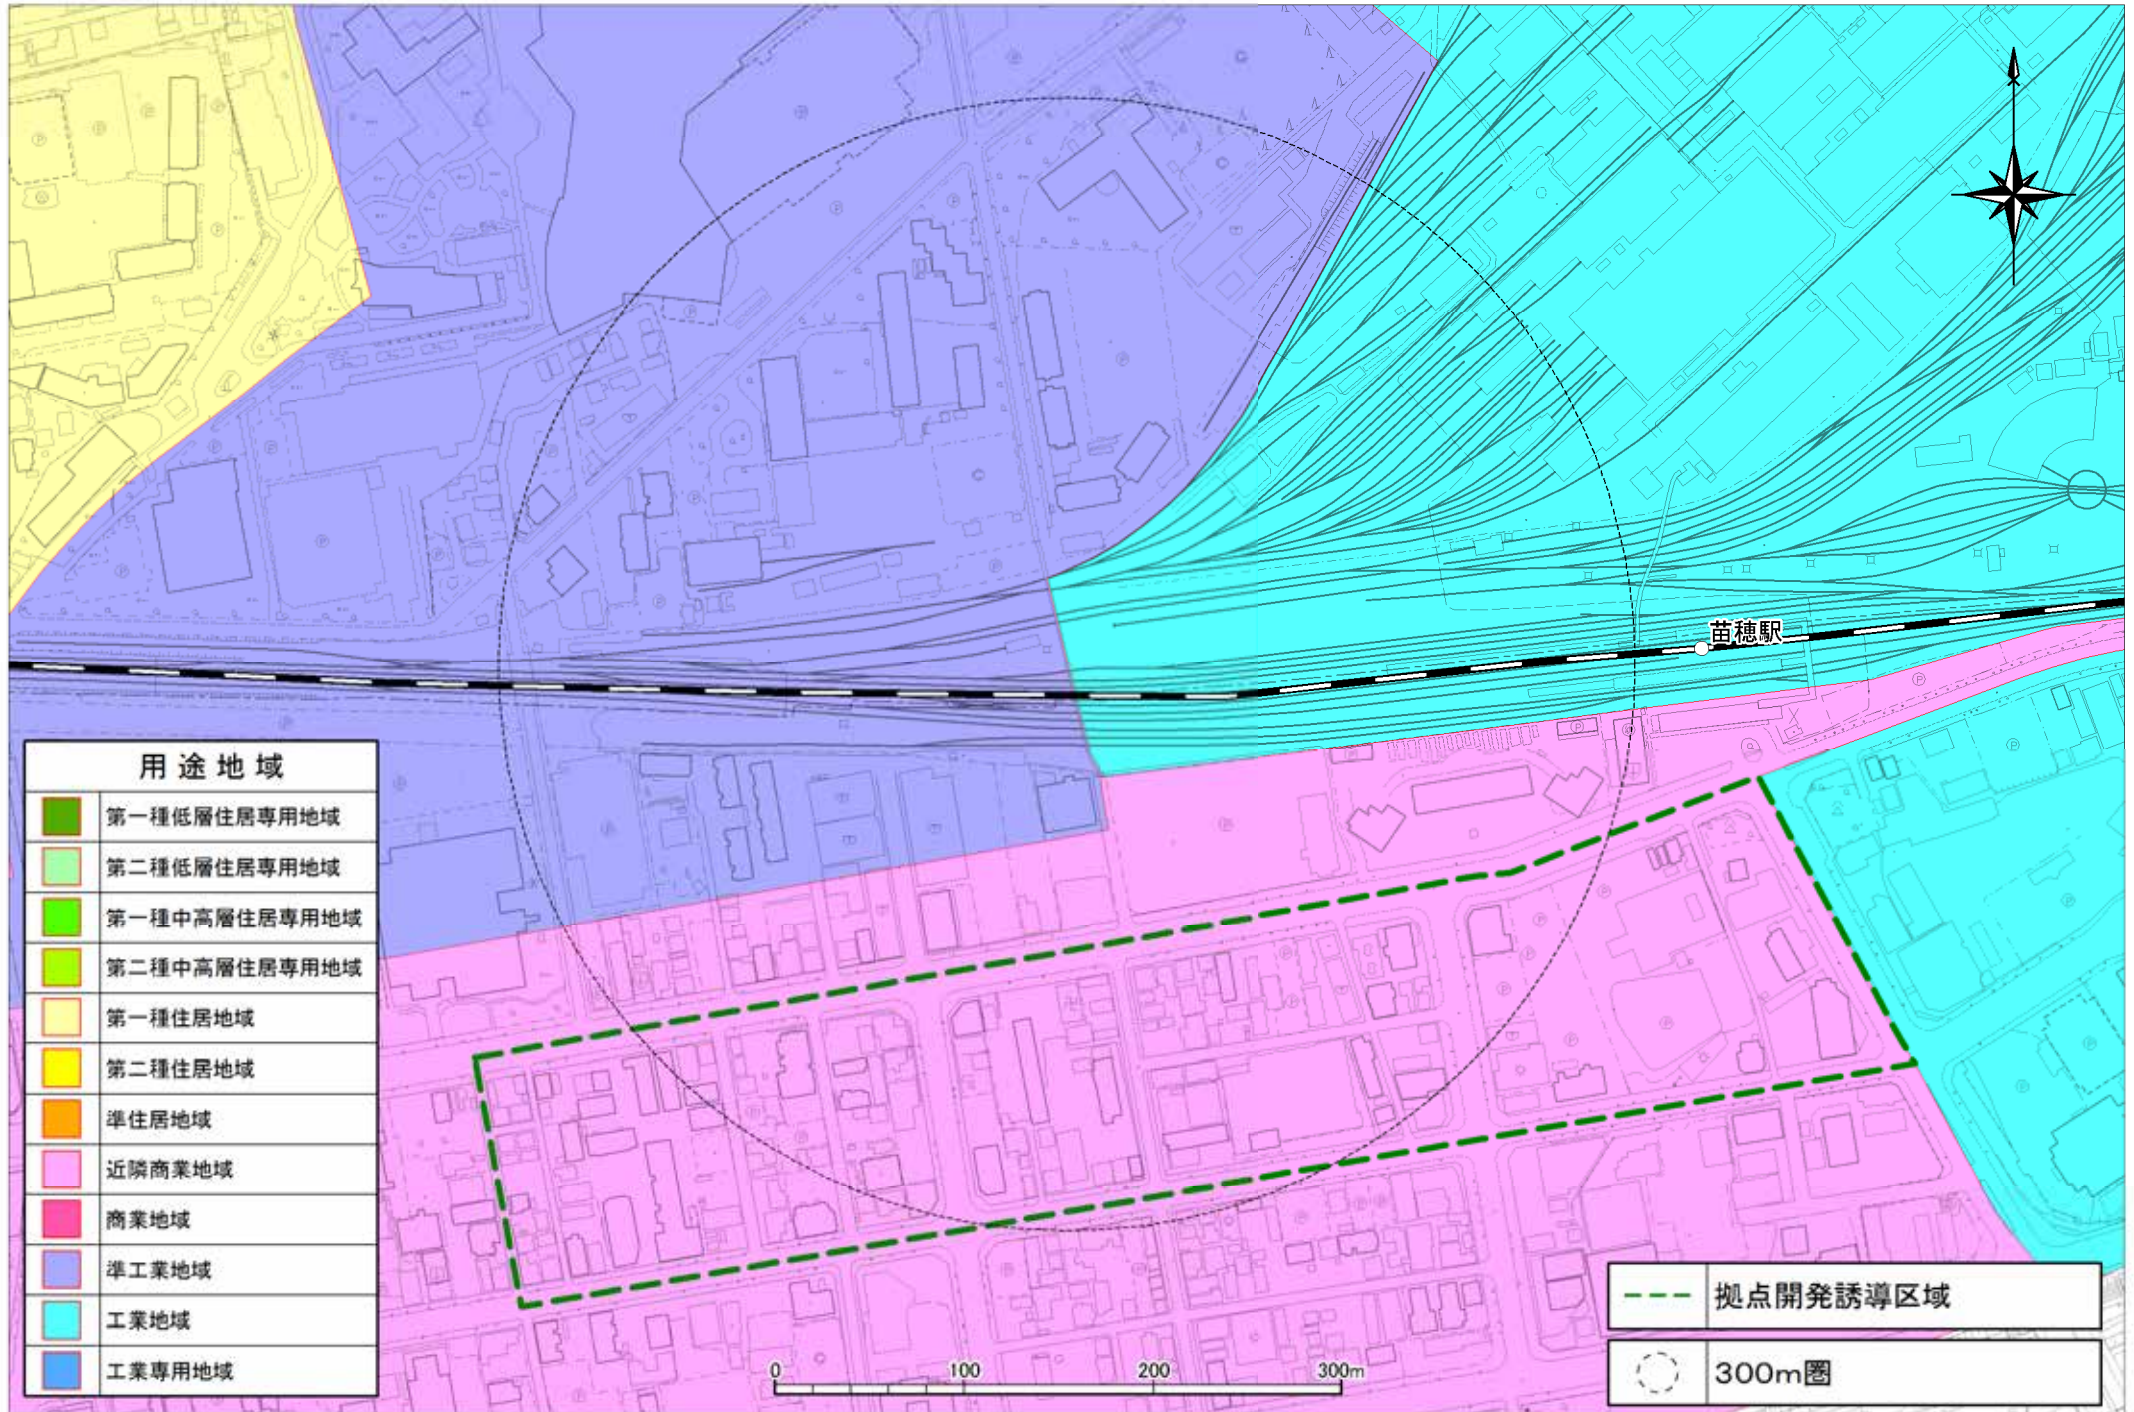 苗穂駅
用途地域
第一種低層住居専用地域
第二種低層住居専用地域
第一種中高層住居専用地域
第二種中高層住居専用地域
第一種住居地域
第二種住居地域
準住居地域
近隣商業地域
商業地域
準工業地域
工業地域
工業専用地域
0 100 200 300m
拠点開発誘導区域
300m圏